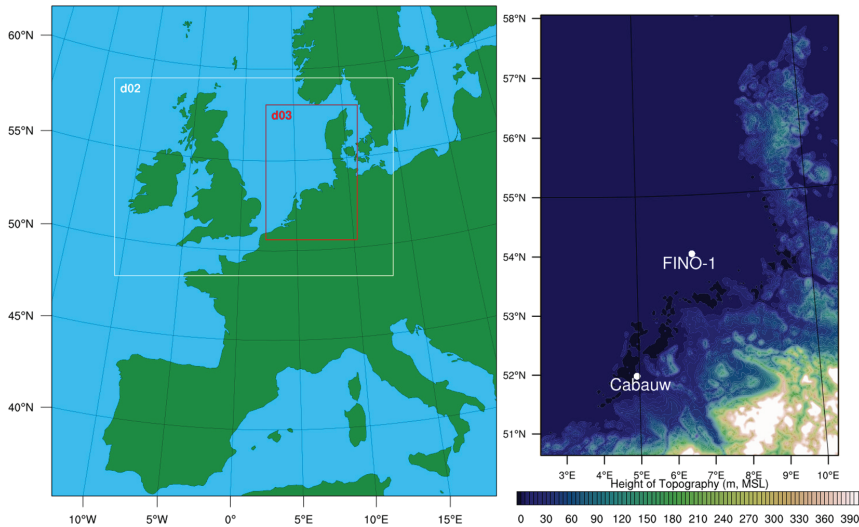 60°N
55°N
50°N
45°N
40°N
10°W
5°W
0°
5°E
10°E
15°E
d02
d03
58°N
57°N
56°N
55°N
54°N
53°N
52°N
51°N
FINO-1
Cabauw
3°E
4°E
5°E
6°E
7°E
8°E
9°E
10°E
Height of Topography (m, MSL)
0 30 60 90 120 150 180 210 240 270 300 330 360 390